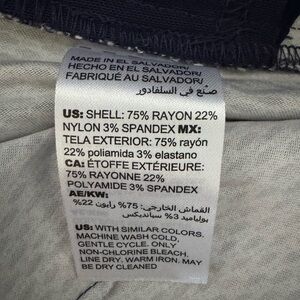 MADE IN EL SALVADOR/
HECHO EN EL SALVADOR/
FABRIQUÉ AU SALVADOR/
صنع في السلفادور
US: SHELL: 75% RAYON 22%
NYLON 3% SPANDEX MX:
TELA EXTERIOR: 75% rayón
22% poliamida 3% elastano
CA: ÉTOFFE EXTÉRIEURE:
75% RAYONNE 22%
POLYAMIDE 3% SPANDEX
AE/KW:
القماش الخارجي: 75% رايون 22%
بولياميد 3% سبانديكس
US: WITH SIMILAR COLORS.
MACHINE WASH COLD,
GENTLE CYCLE. ONLY
NON-CHLORINE BLEACH.
LINE DRY. WARM IRON. MAY
BE DRY CLEANED